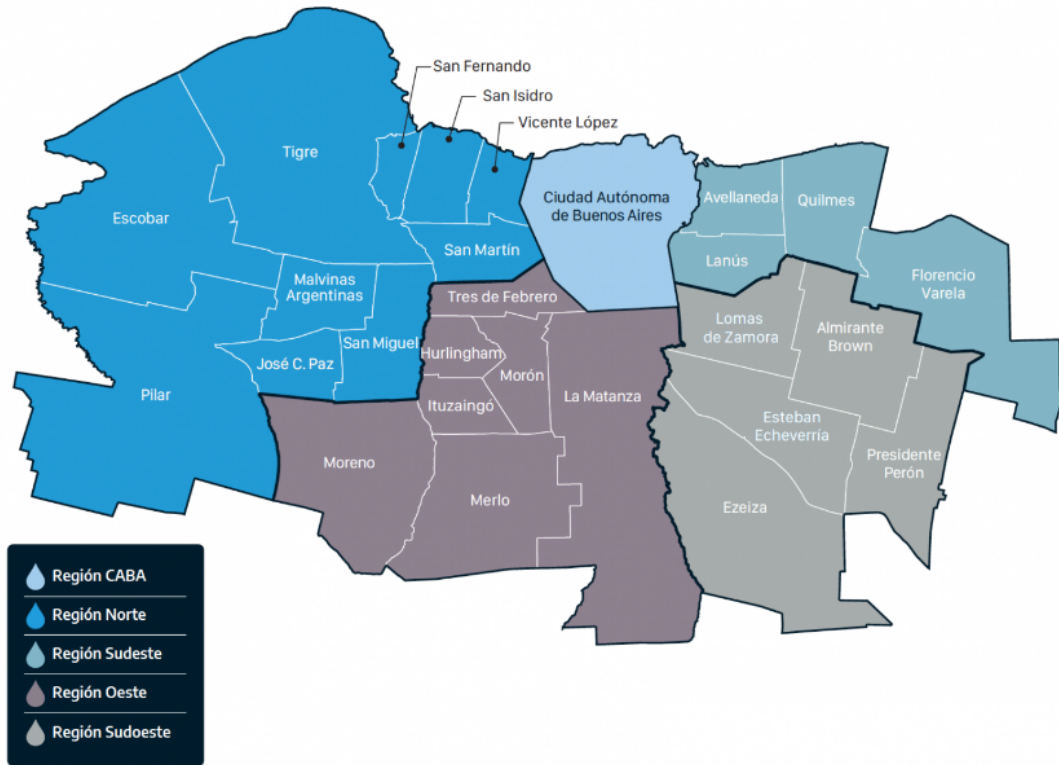 San Fernando
San Isidro
Vicente López
Tigre
Ciudad Autónoma
de Buenos Aires
Avellaneda
Quilmes
Escobar
San Martín
Lanús
Malvinas
Argentinas
Florencio
Varela
Tres de Febrero
Lomas
de Zamora
Almirante
Brown
José C. Paz
San Miguel
Hurlingham
Morón
La Matanza
Pilar
Ituzaingó
Esteban
Echeverría
Moreno
Presidente
Perón
Merlo
Ezeiza
Región CABA
Región Norte
Región Sudeste
Región Oeste
Región Sudoeste